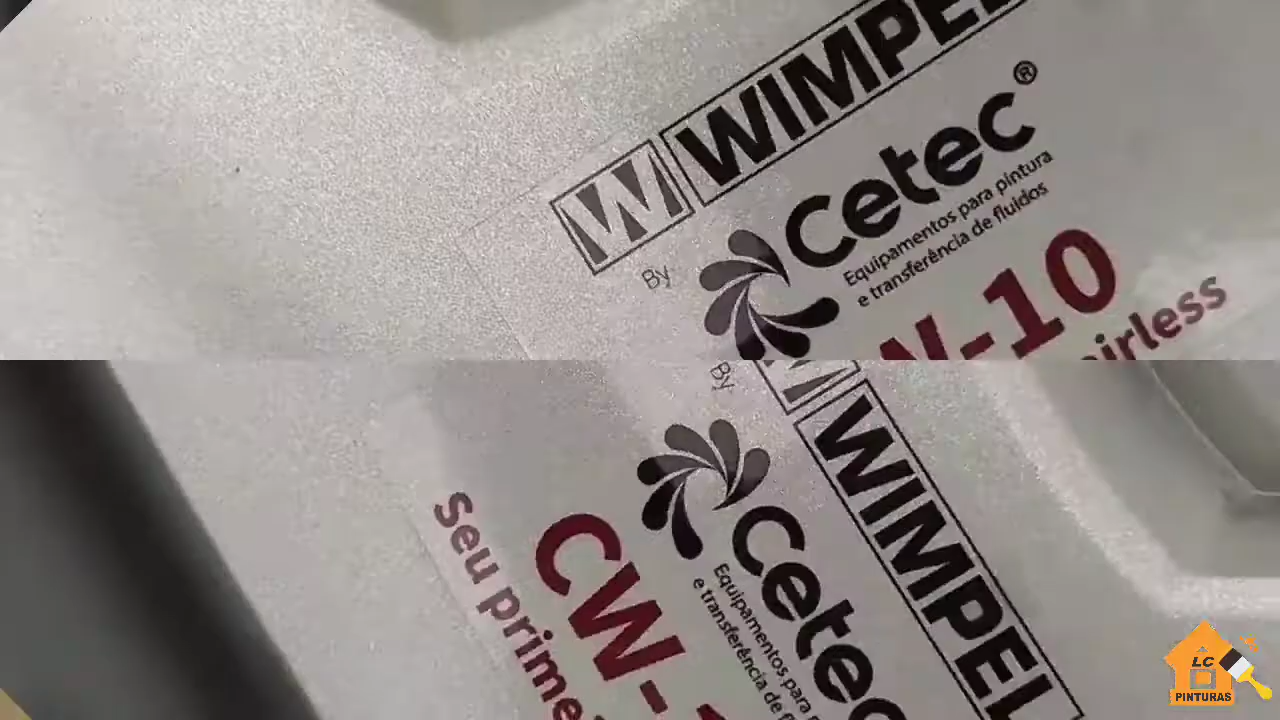 WIMPEL
By Cetec®
Equipamentos para pintura
e transferência de fluidos
-10
airless
By
WIMPEL
Cetec
Equipamentos para
e transferência de
CW-
Seu prime
LC
PINTURAS